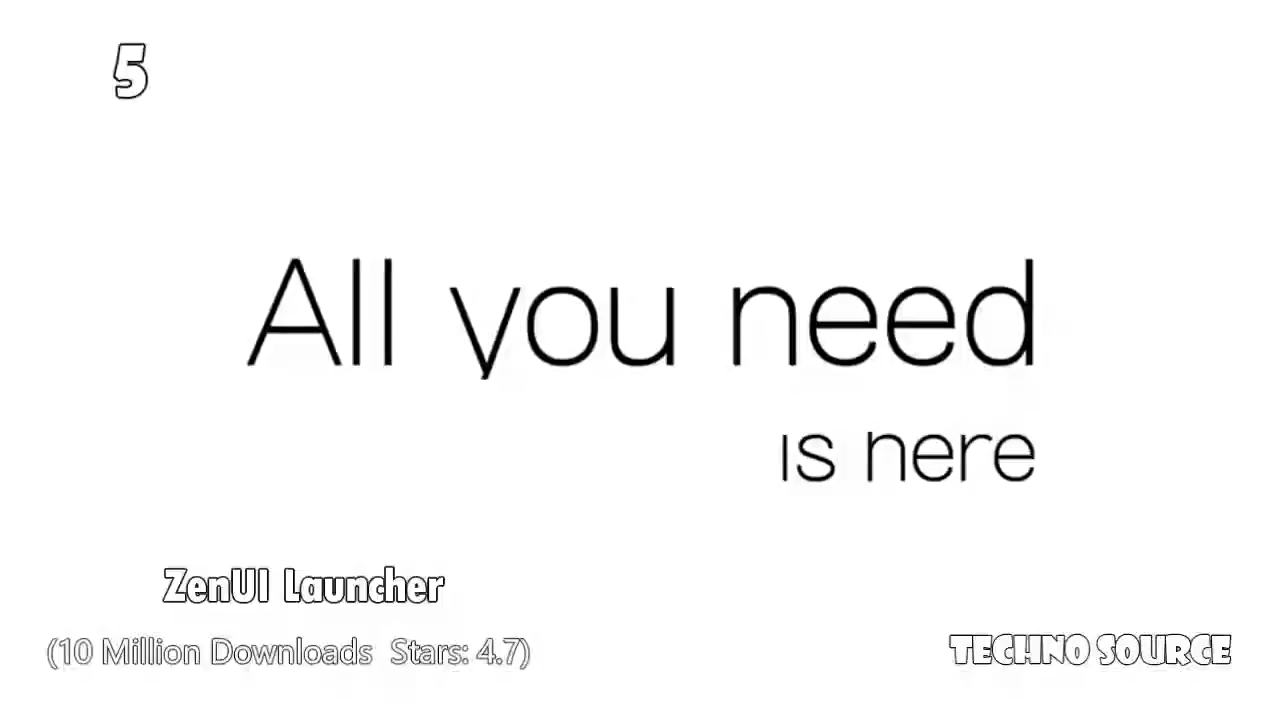 5
All you need
is here
ZenUI Launcher
(10 Million Downloads Stars: 4.7)
TECHNO SOURCE